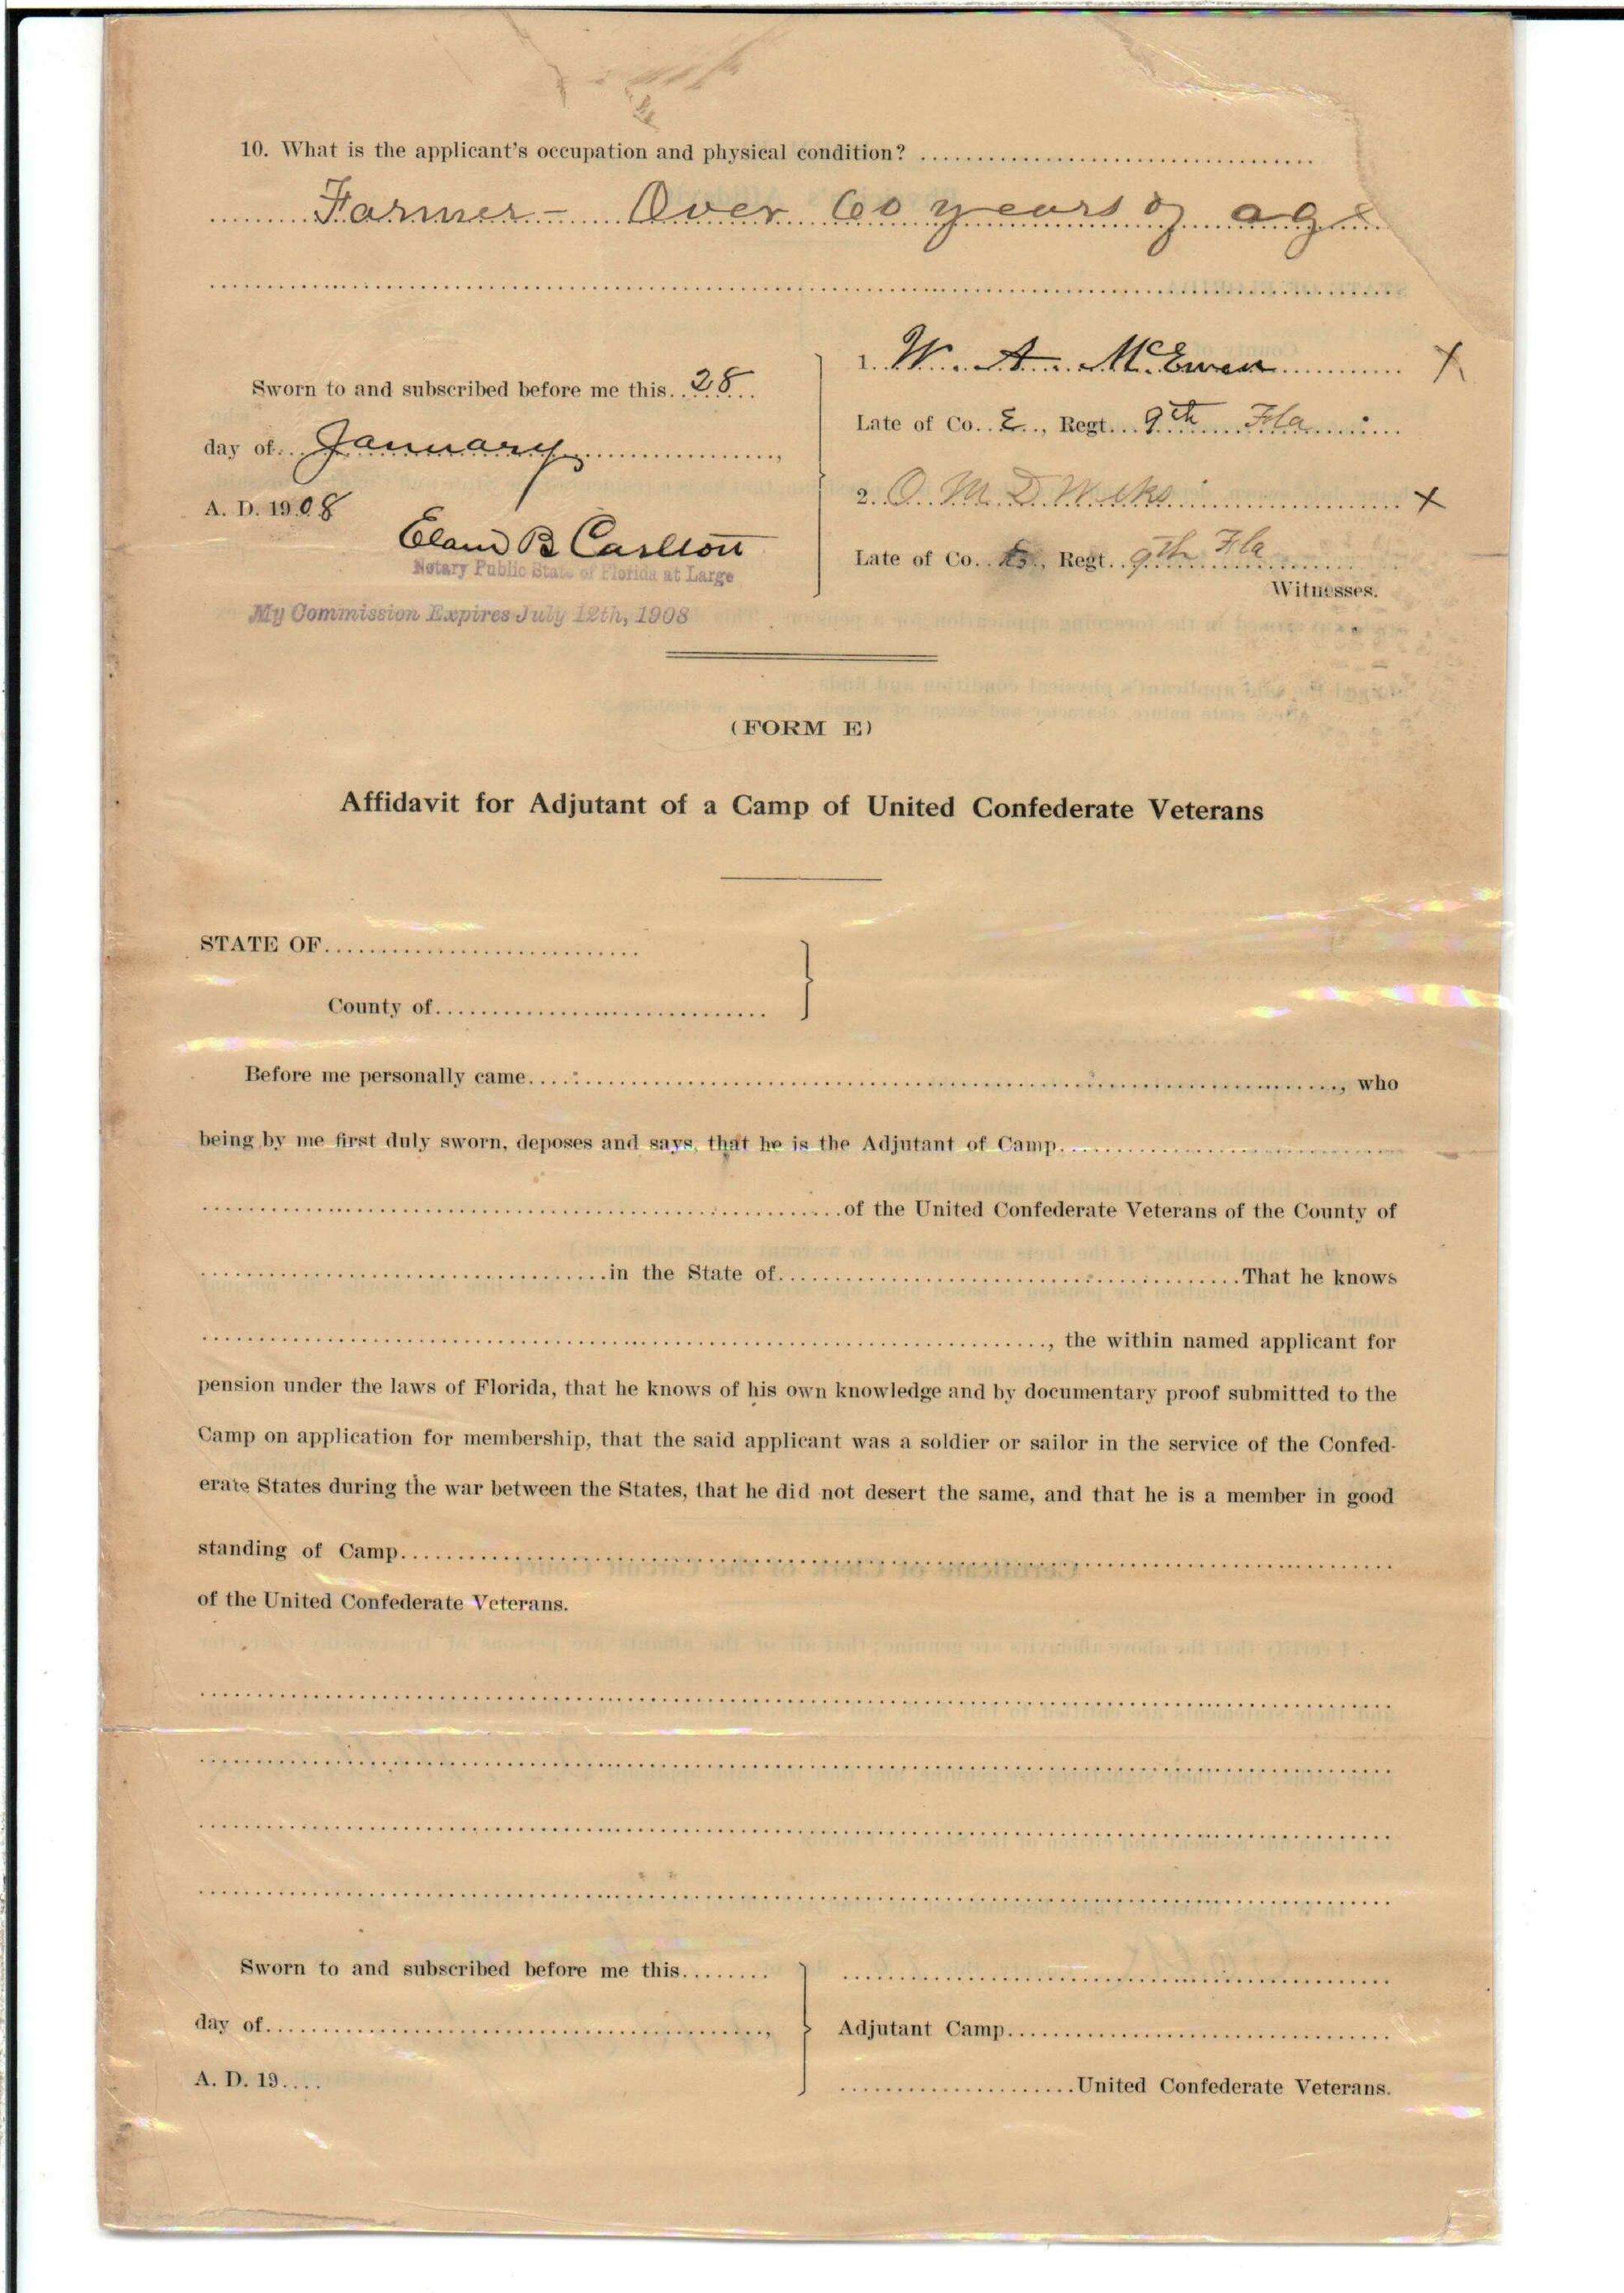 10. What is the applicant's occupation and physical condition?
Farmer - Over 60 years of age
Sworn to and subscribed before me this 28
day of January,
A. D. 1908
Elam B Carlton
Notary Public State of Florida at Large
My Commission Expires July 12th, 1908
1. W. A. McEwen X
Late of Co. E, Regt. 9th Fla
2. O. M. D. Weks X
Late of Co. , Regt. 9th Fla
Witnesses.
(FORM E)
Affidavit for Adjutant of a Camp of United Confederate Veterans
STATE OF
County of
Before me personally came , who
being by me first duly sworn, deposes and says, that he is the Adjutant of Camp
of the United Confederate Veterans of the County of
in the State of That he knows
, the within named applicant for
pension under the laws of Florida, that he knows of his own knowledge and by documentary proof submitted to the
Camp on application for membership, that the said applicant was a soldier or sailor in the service of the Confed-
erate States during the war between the States, that he did not desert the same, and that he is a member in good
standing of Camp
of the United Confederate Veterans.
Sworn to and subscribed before me this
day of ,
A. D. 19
Adjutant Camp
United Confederate Veterans.